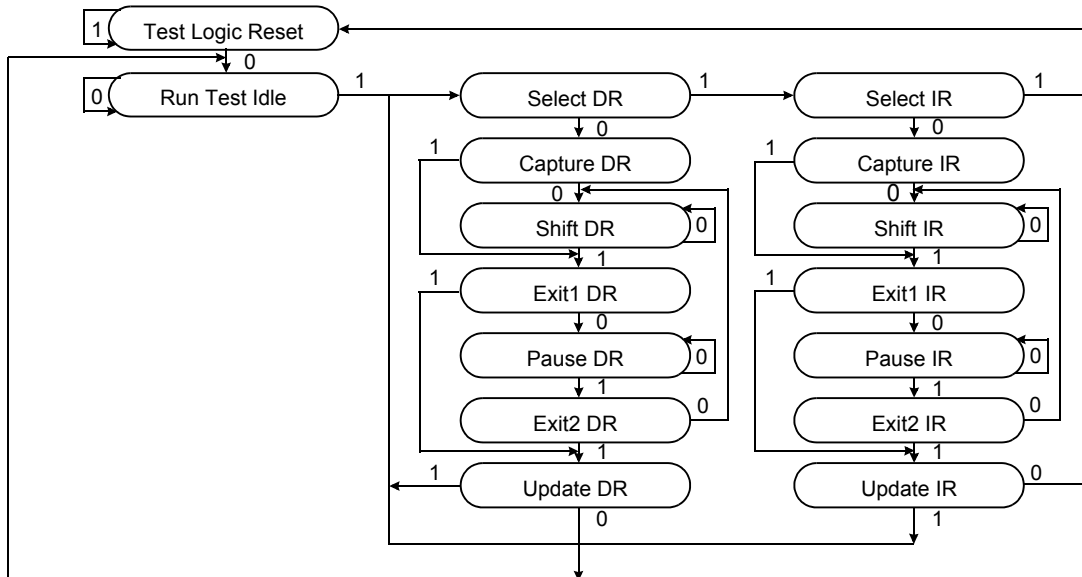 1 Test Logic Reset
0
0 Run Test Idle 1 Select DR 1 Select IR 1
0 0
1 Capture DR 1 Capture IR
0 0
Shift DR 0 Shift IR 0
1 1
1 Exit1 DR 1 Exit1 IR
0 0
Pause DR 0 Pause IR 0
1 1
Exit2 DR 0 Exit2 IR 0
1 1
1 Update DR Update IR 0
0 1